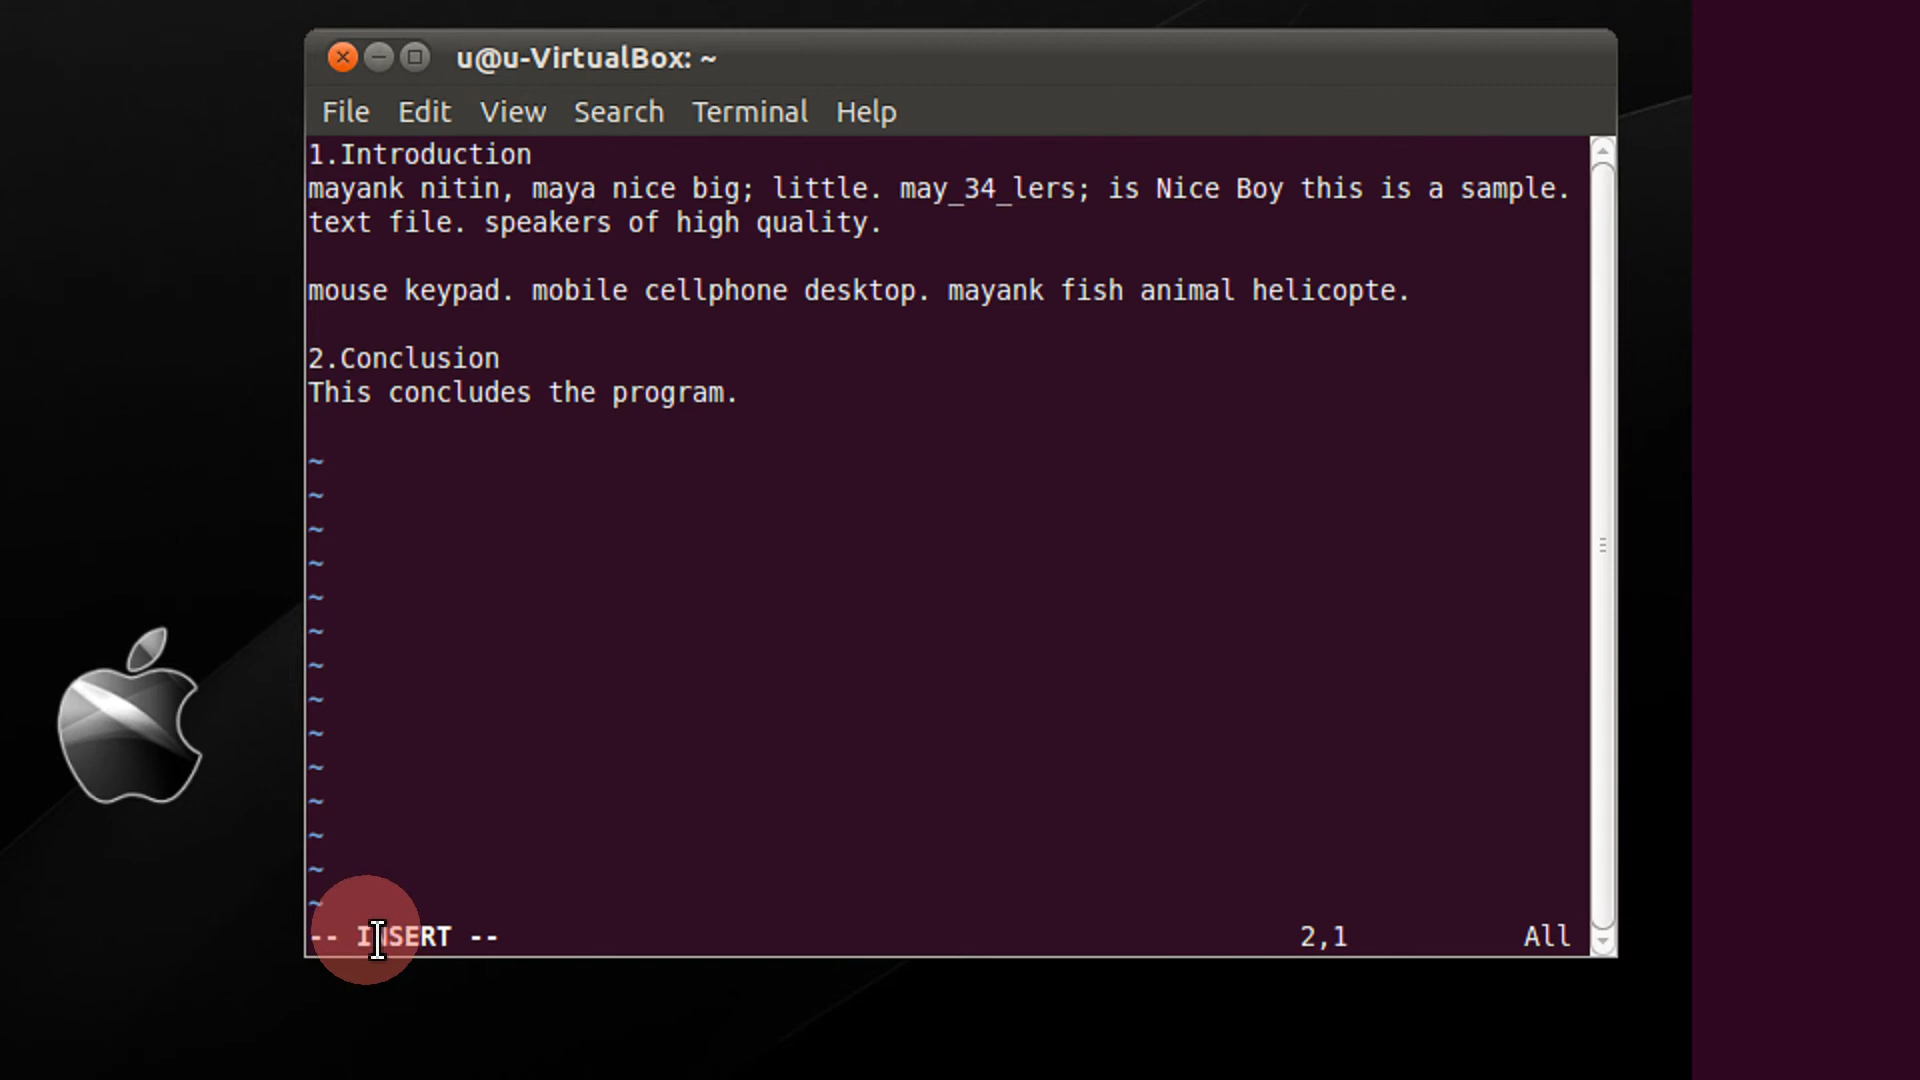 u@u-VirtualBox: ~
File Edit View Search Terminal Help
1.Introduction
mayank nitin, maya nice big; little. may_34_lers; is Nice Boy this is a sample.
text file. speakers of high quality.
mouse keypad. mobile cellphone desktop. mayank fish animal helicopte.
2.Conclusion
This concludes the program.
~
~
~
~
~
~
~
~
~
~
~
~
~
~
-- INSERT -- 2,1 All